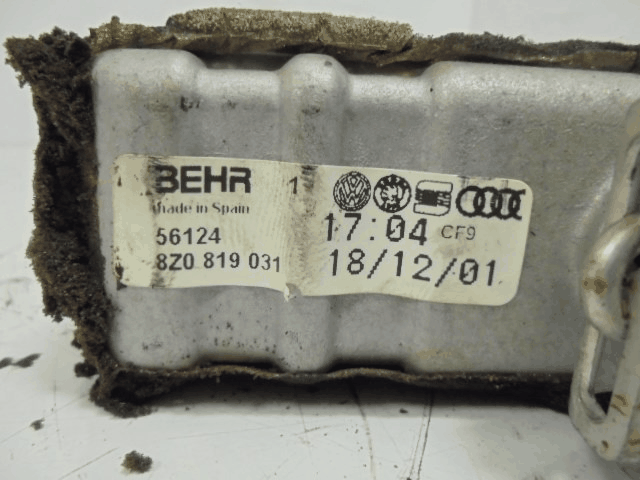 BEHR 1
made in Spain
56124
8Z0 819 031
17:04 CF9
18/12/01